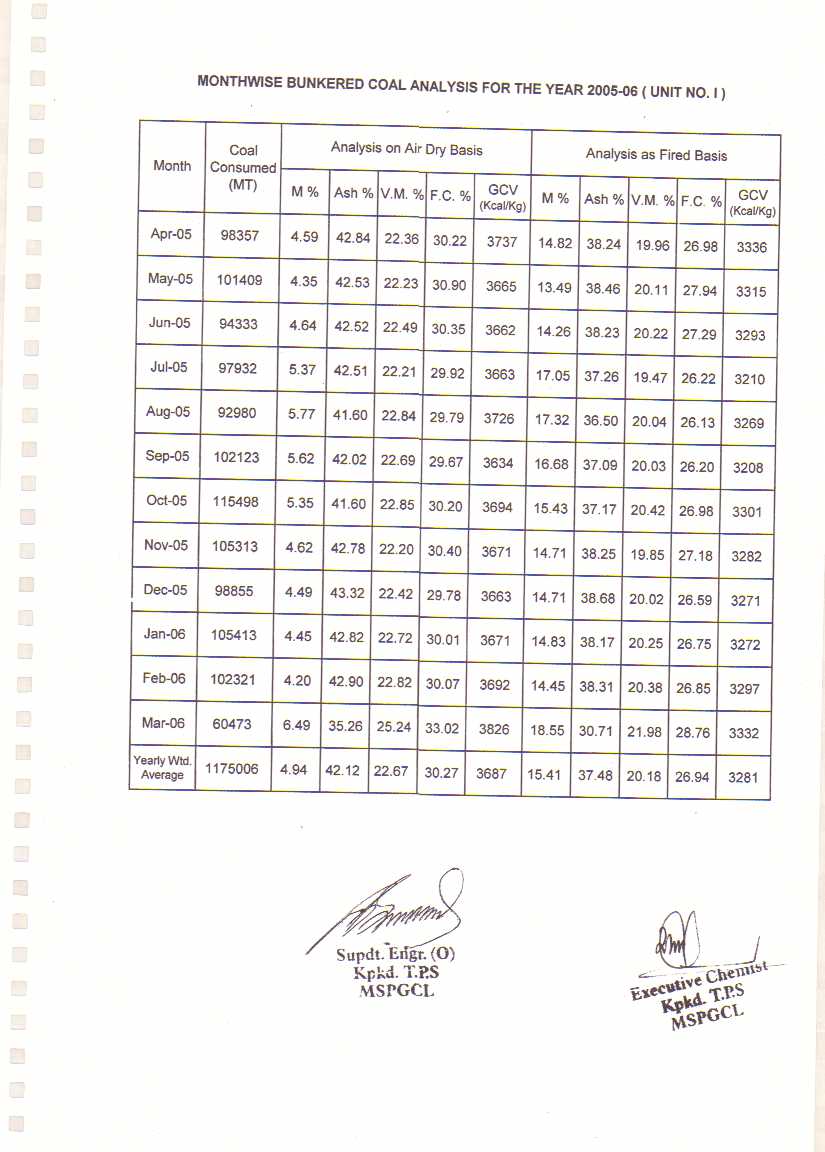 MONTHWISE BUNKERED COAL ANALYSIS FOR THE YEAR 2005-06 ( UNIT NO. I )
Month Coal Consumed (MT) Analysis on Air Dry Basis Analysis as Fired Basis
M % Ash % V.M. % F.C. % GCV (Kcal/Kg) M % Ash % V.M. % F.C. % GCV (Kcal/Kg)
Apr-05 98357 4.59 42.84 22.36 30.22 3737 14.82 38.24 19.96 26.98 3336
May-05 101409 4.35 42.53 22.23 30.90 3665 13.49 38.46 20.11 27.94 3315
Jun-05 94333 4.64 42.52 22.49 30.35 3662 14.26 38.23 20.22 27.29 3293
Jul-05 97932 5.37 42.51 22.21 29.92 3663 17.05 37.26 19.47 26.22 3210
Aug-05 92980 5.77 41.60 22.84 29.79 3726 17.32 36.50 20.04 26.13 3269
Sep-05 102123 5.62 42.02 22.69 29.67 3634 16.68 37.09 20.03 26.20 3208
Oct-05 115498 5.35 41.60 22.85 30.20 3694 15.43 37.17 20.42 26.98 3301
Nov-05 105313 4.62 42.78 22.20 30.40 3671 14.71 38.25 19.85 27.18 3282
Dec-05 98855 4.49 43.32 22.42 29.78 3663 14.71 38.68 20.02 26.59 3271
Jan-06 105413 4.45 42.82 22.72 30.01 3671 14.83 38.17 20.25 26.75 3272
Feb-06 102321 4.20 42.90 22.82 30.07 3692 14.45 38.31 20.38 26.85 3297
Mar-06 60473 6.49 35.26 25.24 33.02 3826 18.55 30.71 21.98 28.76 3332
Yearly Wtd. Average 1175006 4.94 42.12 22.67 30.27 3687 15.41 37.48 20.18 26.94 3281
Supdt. Engr. (O)
Kpkd. T.P.S
MSPGCL
Executive Chemist
Kpkd. T.P.S
MSPGCL